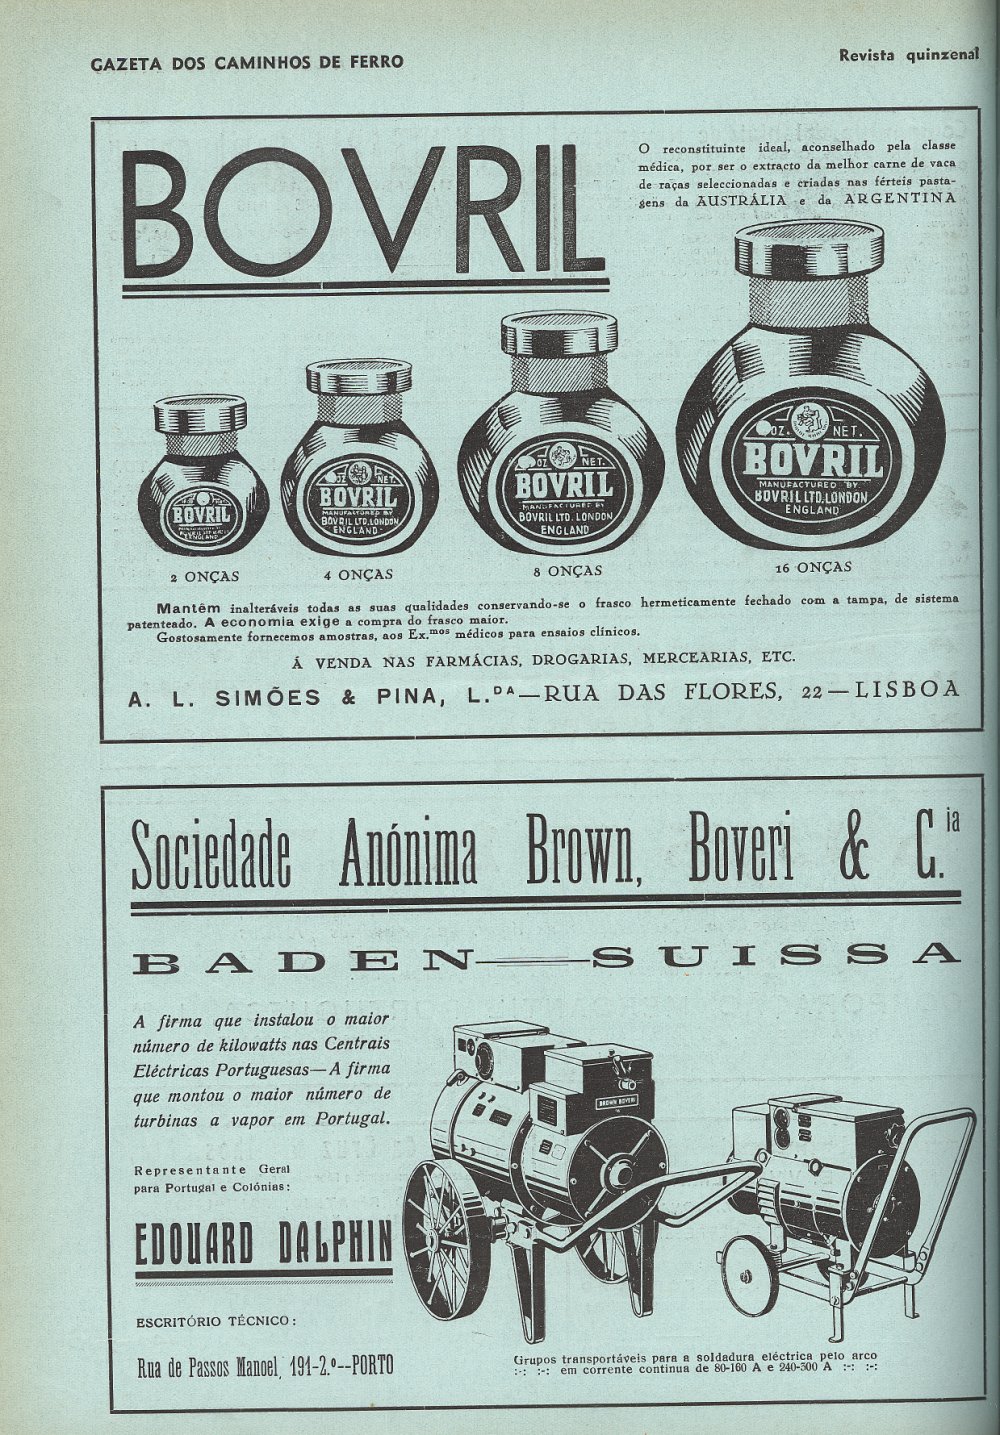 GAZETA DOS CAMINHOS DE FERRO
Revista quinzenal
BOVRIL
O reconstituinte ideal, aconselhado pela classe
médica, por ser o extracto da melhor carne de vaca
de raças seleccionadas e criadas nas férteis pasta-
gens da AUSTRÁLIA e da ARGENTINA
BOVRIL
ENGLAND
2 ONÇAS
OZ. NET.
BOVRIL
MANUFACTURED BY
BOVRIL LTD. LONDON
ENGLAND
4 ONÇAS
OZ. NET.
BOVRIL
MANUFACTURED BY
BOVRIL LTD. LONDON
ENGLAND
8 ONÇAS
OZ. NET.
BOVRIL
MANUFACTURED BY
BOVRIL LTD. LONDON
ENGLAND
16 ONÇAS
Mantêm inalteráveis todas as suas qualidades conservando-se o frasco hermeticamente fechado com a tampa, de sistema
patenteado. A economia exige a compra do frasco maior.
Gostosamente fornecemos amostras, aos Ex.mos médicos para ensaios clínicos.
Á VENDA NAS FARMÁCIAS, DROGARIAS, MERCEARIAS, ETC.
A. L. SIMÕES & PINA, L.DA—RUA DAS FLORES, 22—LISBOA
Sociedade Anónima Brown, Boveri & C.ia
BADEN—SUISSA
A firma que instalou o maior
número de kilowatts nas Centrais
Eléctricas Portuguesas—A firma
que montou o maior número de
turbinas a vapor em Portugal.
BROWN BOVERI
Representante Geral
para Portugal e Colónias:
EDOUARD DALPHIN
ESCRITÓRIO TÉCNICO:
Rua de Passos Manoel, 191-2.º--PORTO
Grupos transportáveis para a soldadura eléctrica pelo arco
:-: :-: em corrente continua de 80-160 A e 240-300 A :-: :-: